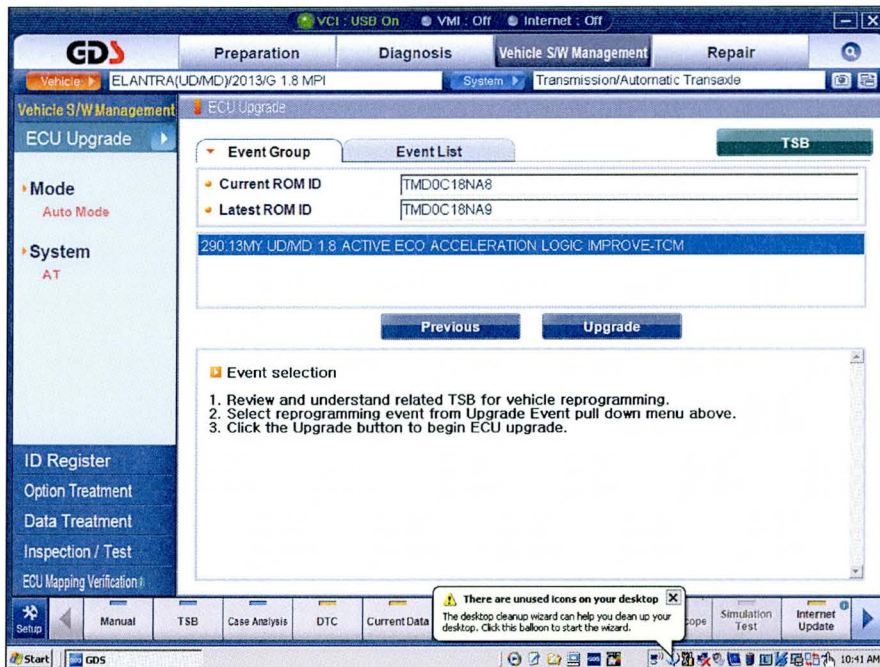 VCI : USB On VMI : Off Internet : Off
GDS Preparation Diagnosis Vehicle S/W Management Repair
Vehicle ELANTRA(UD/MD)/2013/G 1.8 MPI System Transmission/Automatic Transaxle
Vehicle S/W Management
ECU Upgrade
ECU Upgrade
Event Group Event List TSB
Mode
Auto Mode
System
AT
Current ROM ID TMD0C18NA8
Latest ROM ID TMD0C18NA9
290.13MY UD/MD 1.8 ACTIVE ECO ACCELERATION LOGIC IMPROVE-TCM
Previous Upgrade
Event selection
1. Review and understand related TSB for vehicle reprogramming.
2. Select reprogramming event from Upgrade Event pull down menu above.
3. Click the Upgrade button to begin ECU upgrade.
ID Register
Option Treatment
Data Treatment
Inspection / Test
ECU Mapping Verification
There are unused icons on your desktop
The desktop cleanup wizard can help you clean up your
desktop. Click this balloon to start the wizard.
Setup Manual TSB Case Analysis DTC Current Data cope Simulation Test Internet Update
Start GDS 10:41 AM